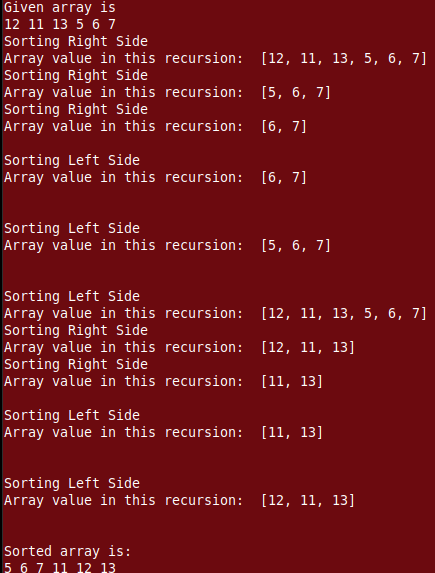 Given array is
12 11 13 5 6 7
Sorting Right Side
Array value in this recursion:  [12, 11, 13, 5, 6, 7]
Sorting Right Side
Array value in this recursion:  [5, 6, 7]
Sorting Right Side
Array value in this recursion:  [6, 7]
Sorting Left Side
Array value in this recursion:  [6, 7]
Sorting Left Side
Array value in this recursion:  [5, 6, 7]
Sorting Left Side
Array value in this recursion:  [12, 11, 13, 5, 6, 7]
Sorting Right Side
Array value in this recursion:  [12, 11, 13]
Sorting Right Side
Array value in this recursion:  [11, 13]
Sorting Left Side
Array value in this recursion:  [11, 13]
Sorting Left Side
Array value in this recursion:  [12, 11, 13]
Sorted array is:
5 6 7 11 12 13